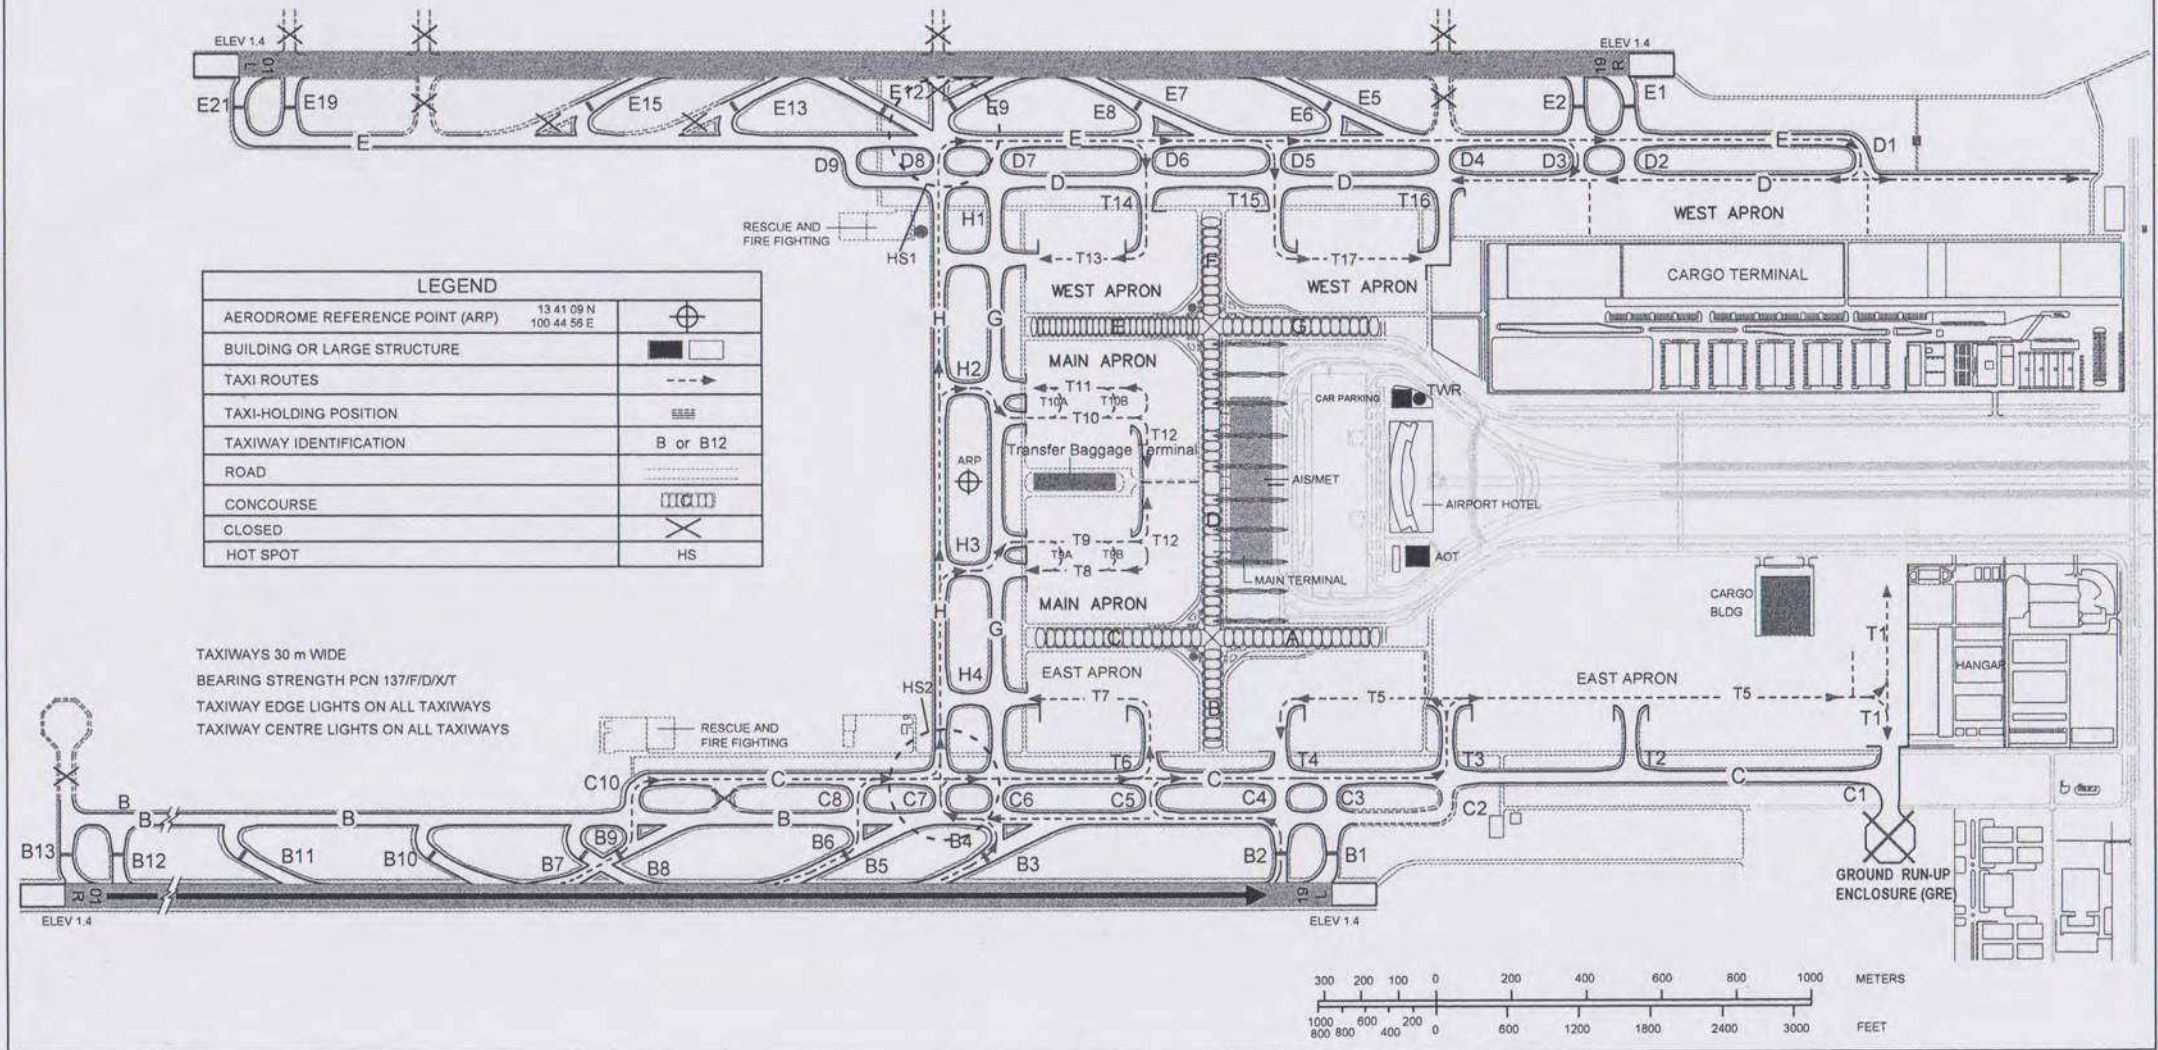 ELEV 1.4
ELEV 1.4
01
L
19
R
E21
E19
E15
E13
E12
E9
E8
E7
E6
E5
E2
E1
E
E
E
D9
D8
D7
D6
D5
D4
D3
D2
D1
D
D
D
T14
T15
T16
WEST APRON
RESCUE AND
FIRE FIGHTING
H1
HS1
T13
T17
F
WEST APRON
WEST APRON
CARGO TERMINAL
LEGEND
AERODROME REFERENCE POINT (ARP) 13 41 09 N
100 44 56 E
BUILDING OR LARGE STRUCTURE
TAXI ROUTES
TAXI-HOLDING POSITION
TAXIWAY IDENTIFICATION B or B12
ROAD
CONCOURSE C
CLOSED
HOT SPOT HS
H
G
E
G
MAIN APRON
H2
T11
T10A
T10B
T10
T12
CAR PARKING
TWR
Transfer Baggage Terminal
ARP
AIS/MET
AIRPORT HOTEL
D
H3
T9
T12
T9A
T9B
T8
AOT
MAIN TERMINAL
MAIN APRON
H
G
C
A
CARGO
BLDG
T1
HANGAR
TAXIWAYS 30 m WIDE
BEARING STRENGTH PCN 137/F/D/X/T
TAXIWAY EDGE LIGHTS ON ALL TAXIWAYS
TAXIWAY CENTRE LIGHTS ON ALL TAXIWAYS
H4
EAST APRON
EAST APRON
HS2
T7
T5
T5
B
T1
RESCUE AND
FIRE FIGHTING
T6
T4
T3
T2
C10
C
C
C
C8
C7
C6
C5
C4
C3
C2
C1
B
B
B
B
B13
B12
B11
B10
B7
B9
B8
B6
B5
B4
B3
B2
B1
GROUND RUN-UP
ENCLOSURE (GRE)
01
R
19
L
ELEV 1.4
ELEV 1.4
300 200 100 0 200 400 600 800 1000 METERS
1000 800 600 400 200 0 600 1200 1800 2400 3000 FEET